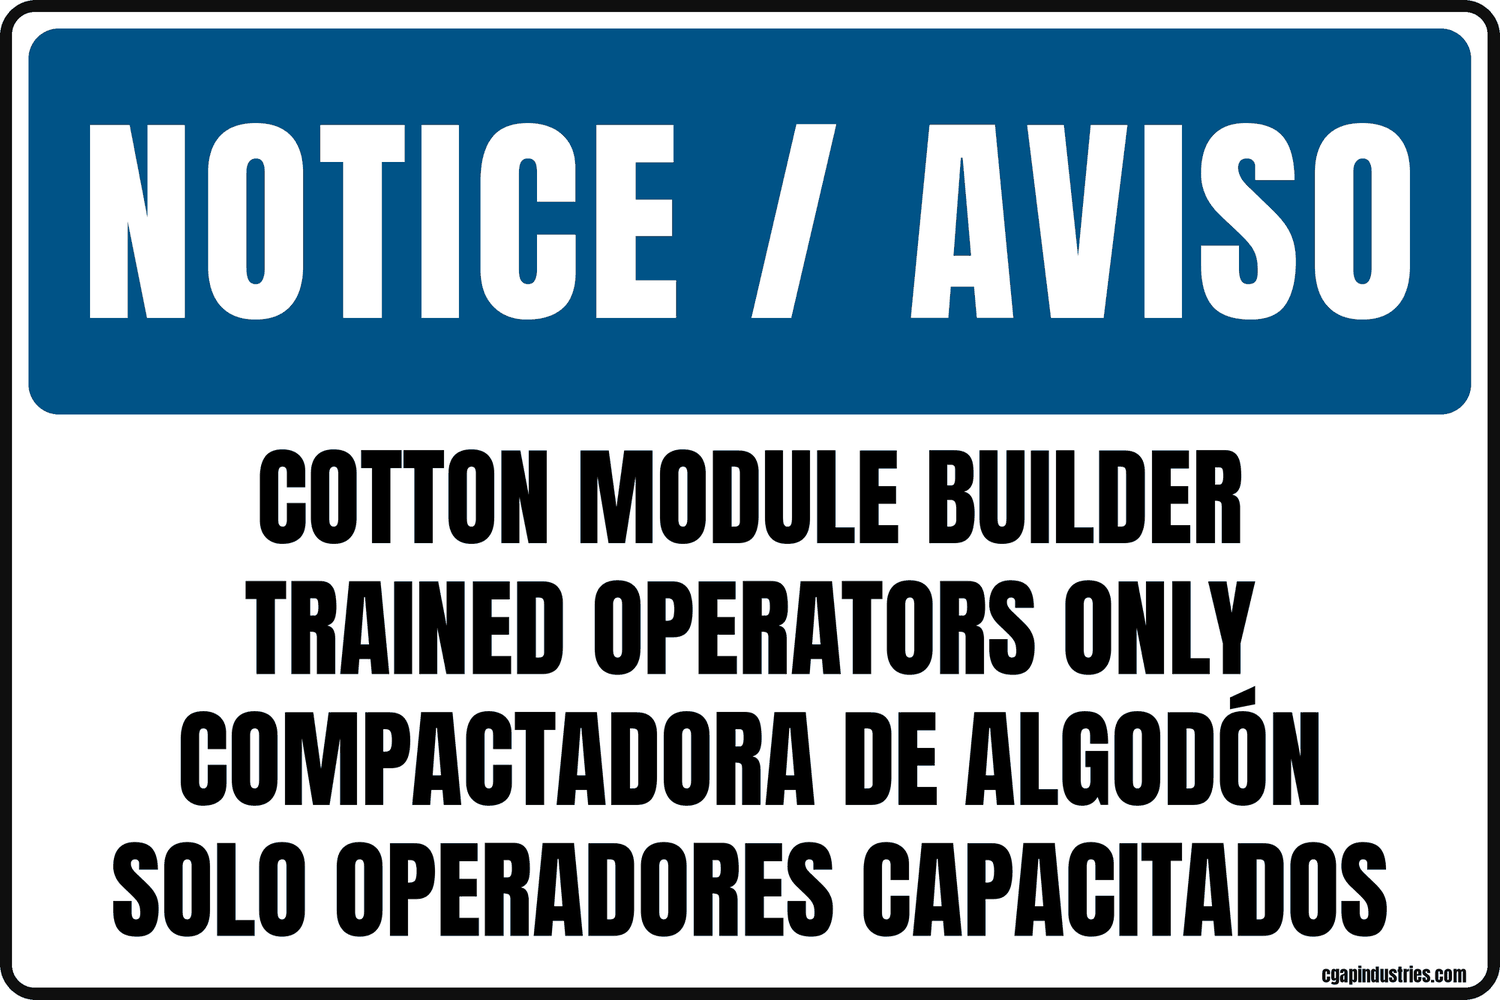 NOTICE / AVISO
COTTON MODULE BUILDER
TRAINED OPERATORS ONLY
COMPACTADORA DE ALGODÓN
SOLO OPERADORES CAPACITADOS
cgapindustries.com